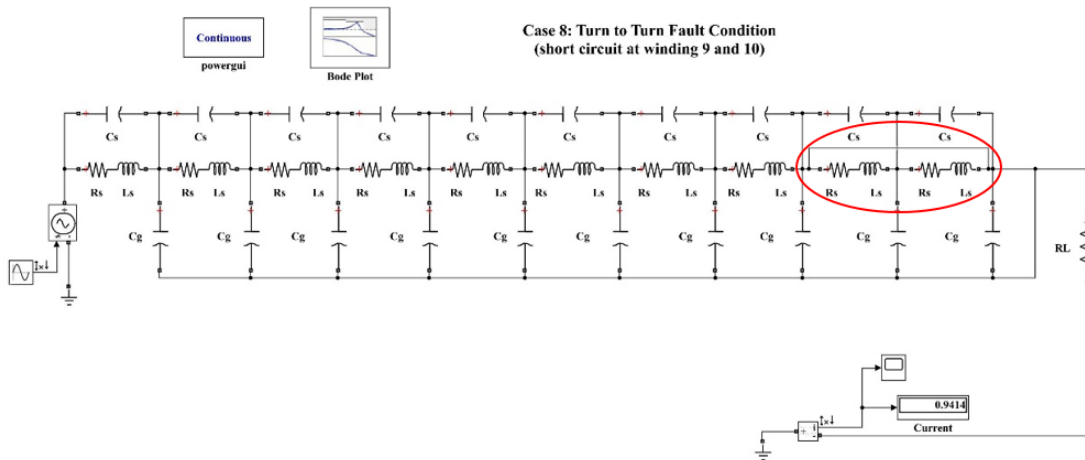 Case 8: Turn to Turn Fault Condition
(short circuit at winding 9 and 10)
Continuous
powergui
Bode Plot
Cs Cs Cs Cs Cs Cs Cs Cs Cs Cs
Rs Ls Rs Ls Rs Ls Rs Ls Rs Ls Rs Ls Rs Ls Rs Ls Rs Ls Rs Ls
Cg Cg Cg Cg Cg Cg Cg Cg Cg Cg
RL
0.9414
Current